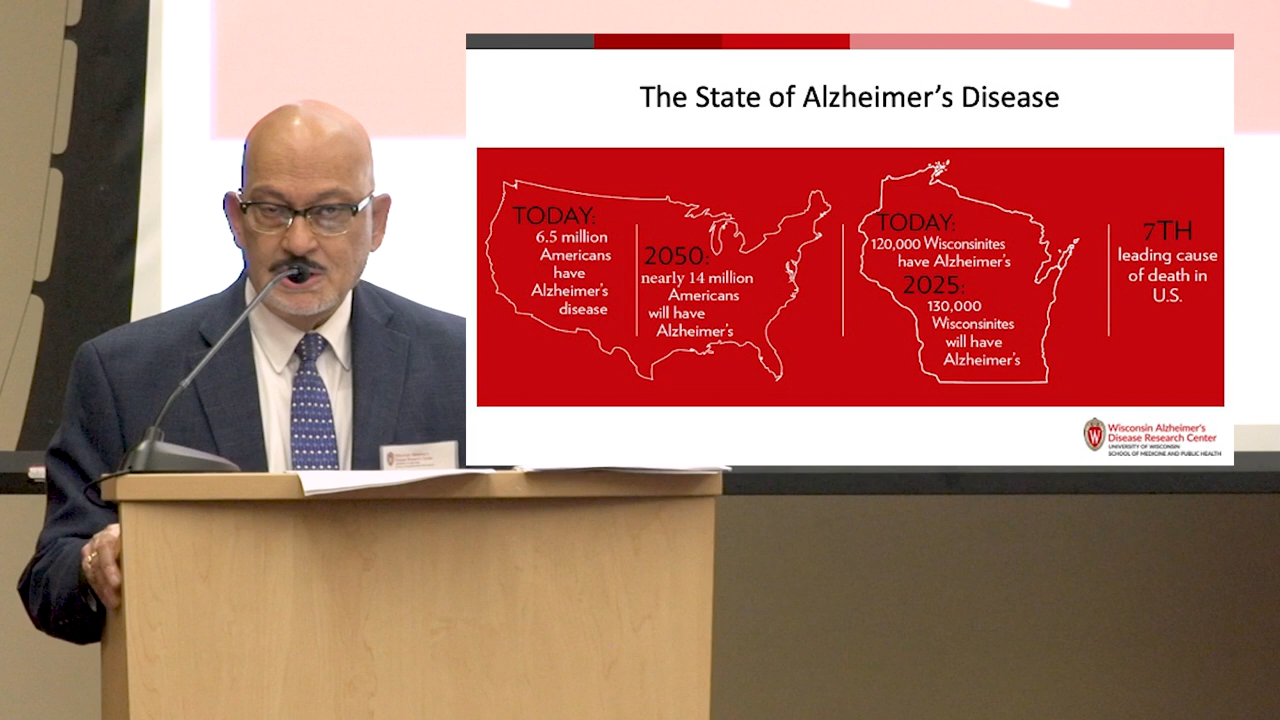 The State of Alzheimer's Disease
TODAY:
6.5 million
Americans
have
Alzheimer's
disease
2050:
nearly 14 million
Americans
will have
Alzheimer's
TODAY:
120,000 Wisconsinites
have Alzheimer's
2025:
130,000
Wisconsinites
will have
Alzheimer's
7TH
leading cause
of death in
U.S.
W
Wisconsin Alzheimer's
Disease Research Center
UNIVERSITY OF WISCONSIN
SCHOOL OF MEDICINE AND PUBLIC HEALTH